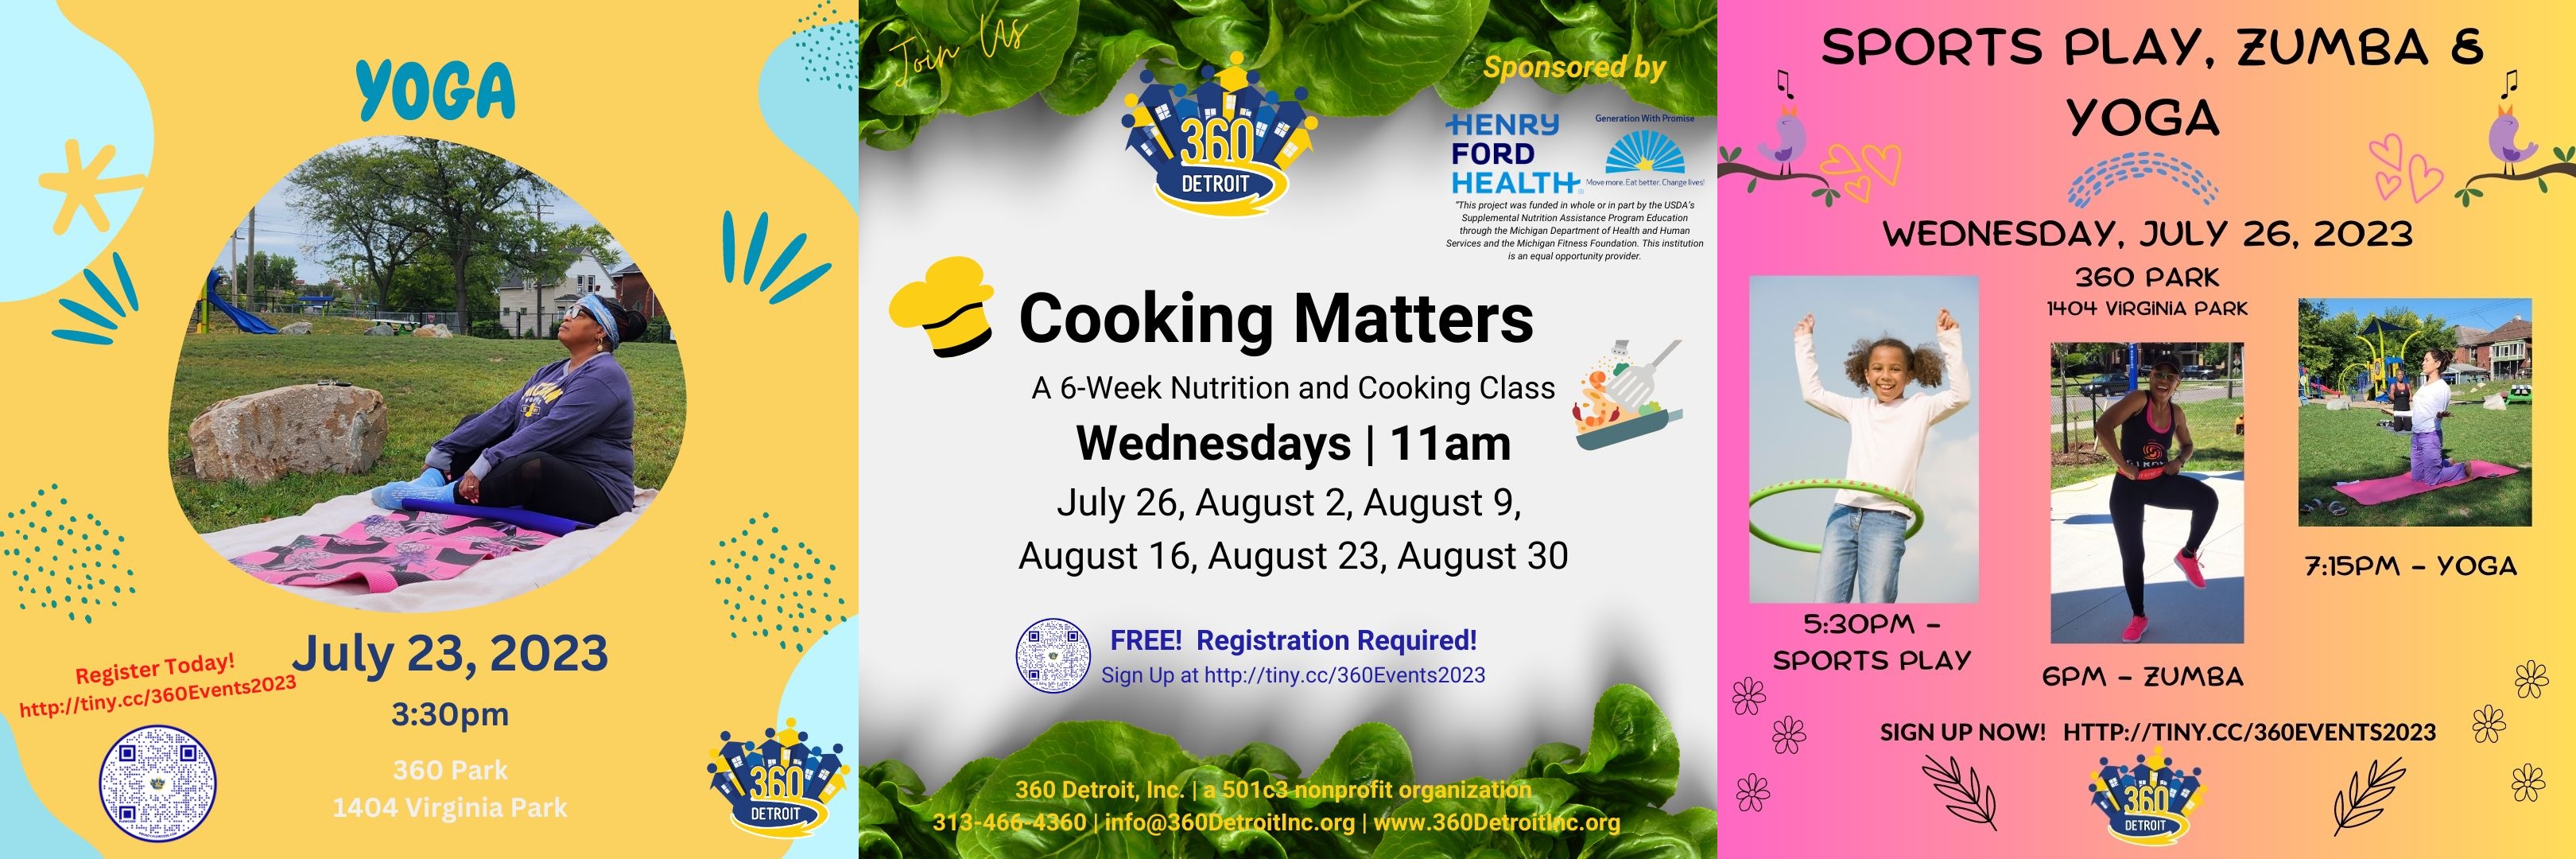 YOGA
July 23, 2023
Register Today!
http://tiny.cc/360Events2023
3:30pm
360 Park
1404 Virginia Park
360
DETROIT
Join Us
360
DETROIT
Sponsored by
HENRY
FORD
HEALTH
Generation With Promise
Move more. Eat better. Change lives!
"This project was funded in whole or in part by the USDA's
Supplemental Nutrition Assistance Program Education
through the Michigan Department of Health and Human
Services and the Michigan Fitness Foundation. This institution
is an equal opportunity provider.
Cooking Matters
A 6-Week Nutrition and Cooking Class
Wednesdays | 11am
July 26, August 2, August 9,
August 16, August 23, August 30
FREE! Registration Required!
Sign Up at http://tiny.cc/360Events2023
360 Detroit, Inc. | a 501c3 nonprofit organization
313-466-4360 | info@360DetroitInc.org | www.360DetroitInc.org
SPORTS PLAY, ZUMBA &
YOGA
WEDNESDAY, JULY 26, 2023
360 PARK
1404 VIRGINIA PARK
5:30PM -
SPORTS PLAY
6PM - ZUMBA
7:15PM - YOGA
SIGN UP NOW! HTTP://TINY.CC/360EVENTS2023
360
DETROIT